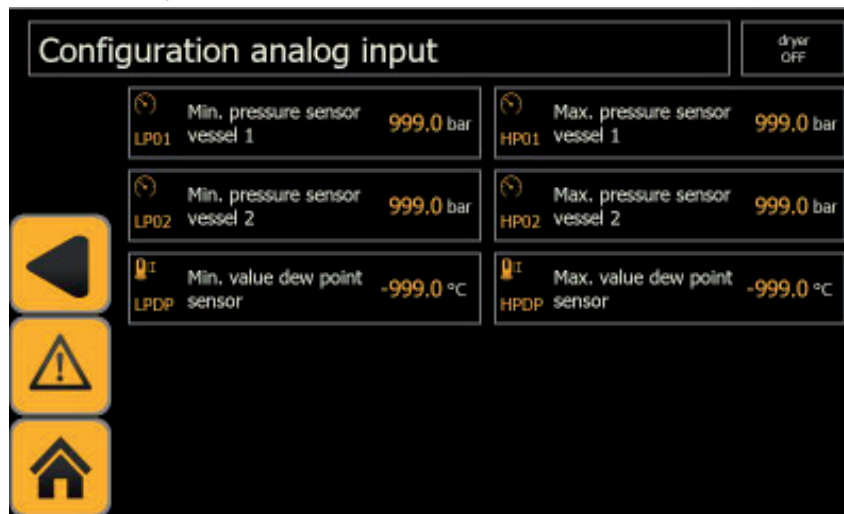 Configuration analog input
dryer
OFF
Min. pressure sensor
vessel 1
LP01
999.0 bar
Max. pressure sensor
vessel 1
HP01
999.0 bar
Min. pressure sensor
vessel 2
LP02
999.0 bar
Max. pressure sensor
vessel 2
HP02
999.0 bar
Min. value dew point
sensor
LPDP
-999.0 °C
Max. value dew point
sensor
HPDP
-999.0 °C